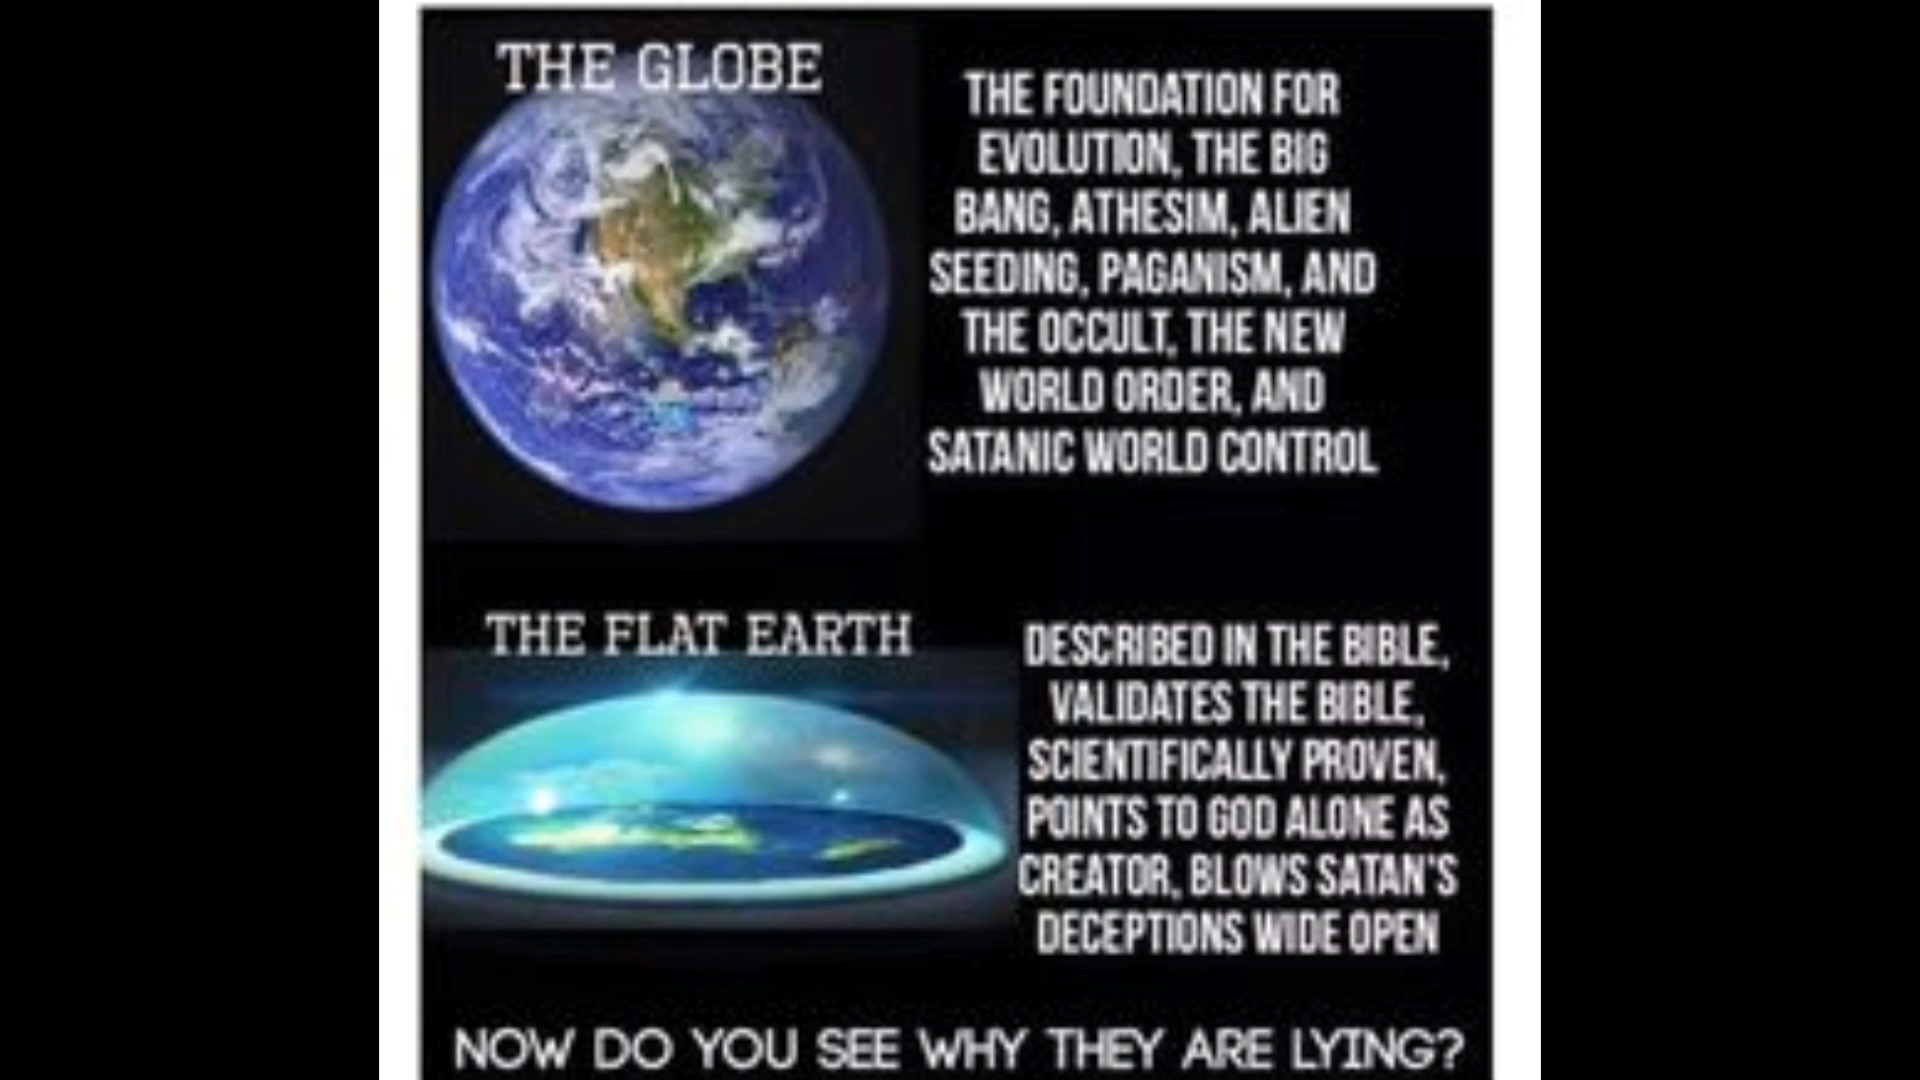 THE GLOBE
THE FOUNDATION FOR
EVOLUTION, THE BIG
BANG, ATHESIM, ALIEN
SEEDING, PAGANISM, AND
THE OCCULT, THE NEW
WORLD ORDER, AND
SATANIC WORLD CONTROL
THE FLAT EARTH
DESCRIBED IN THE BIBLE,
VALIDATES THE BIBLE,
SCIENTIFICALLY PROVEN,
POINTS TO GOD ALONE AS
CREATOR, BLOWS SATAN'S
DECEPTIONS WIDE OPEN
NOW DO YOU SEE WHY THEY ARE LYING?